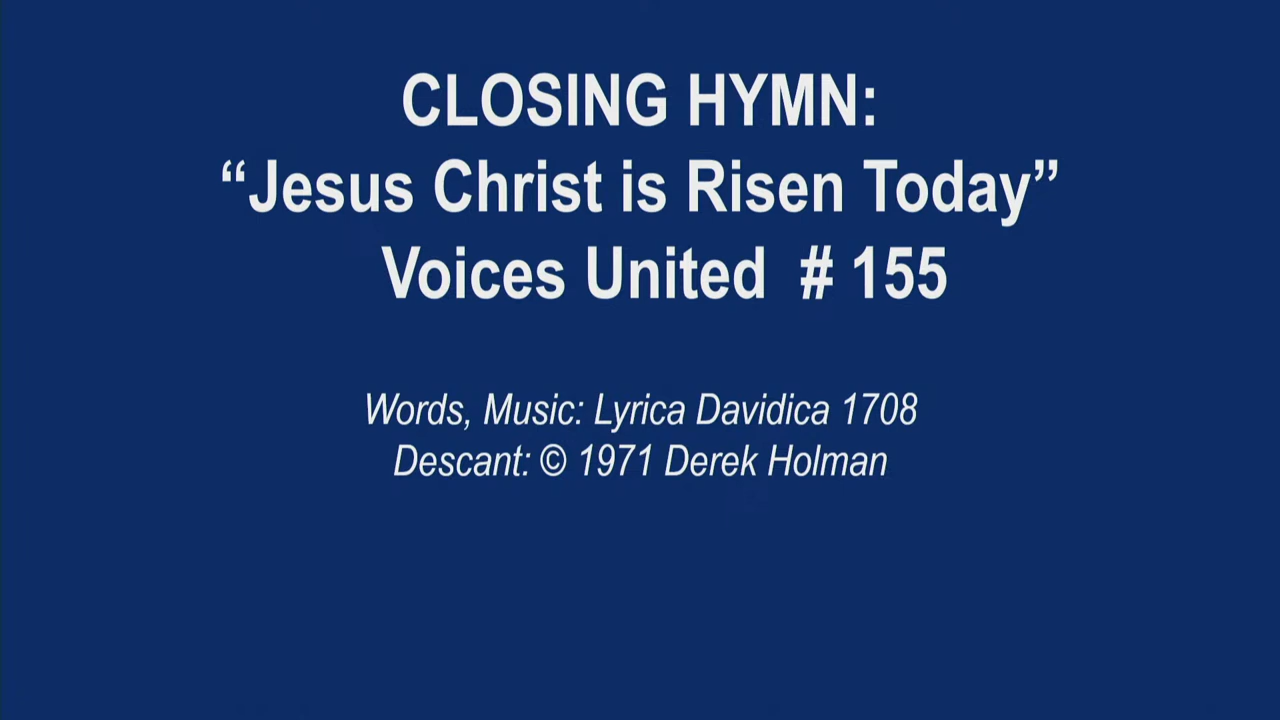 CLOSING HYMN:
“Jesus Christ is Risen Today”
Voices United # 155
Words, Music: Lyrica Davidica 1708
Descant: © 1971 Derek Holman